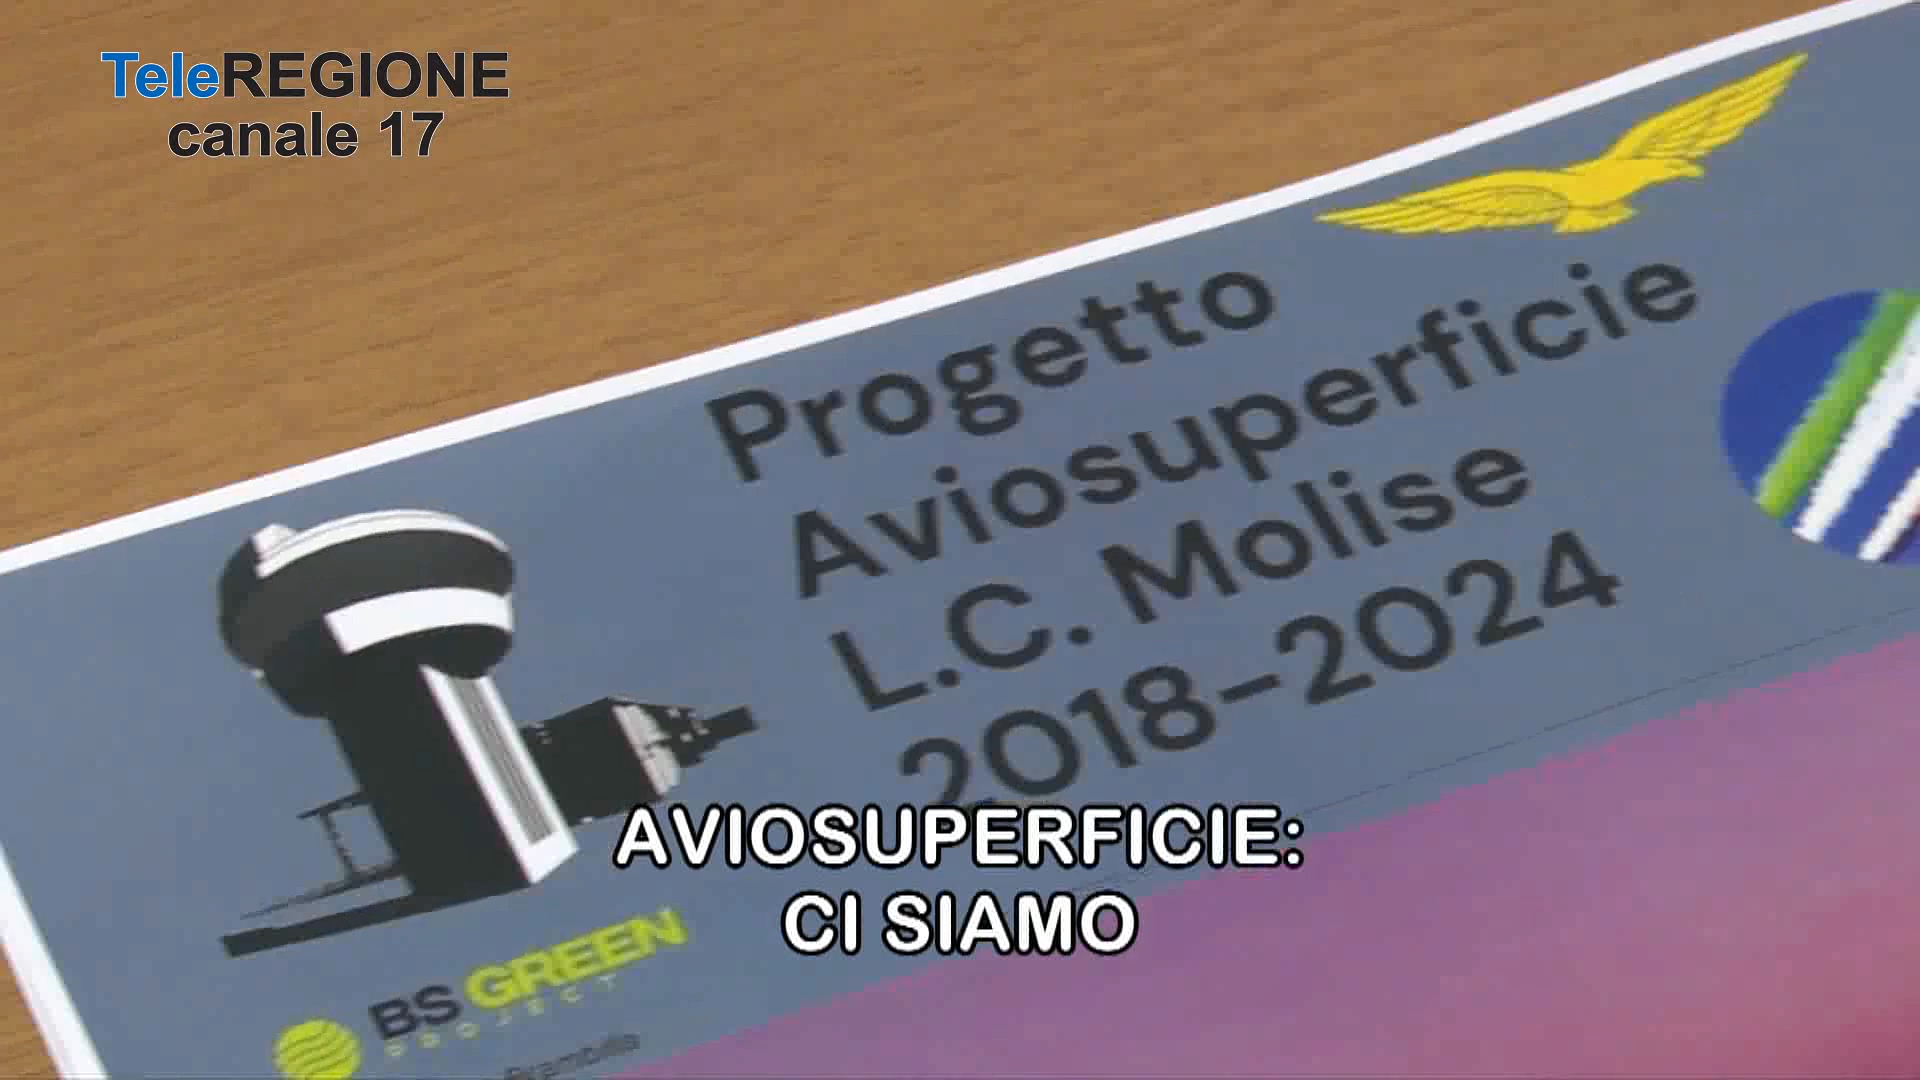 TeleREGIONE
canale 17
Progetto
Aviosuperficie
L.C. Molise
2018-2024
AVIOSUPERFICIE:
CI SIAMO
BS GREEN
PROJECT